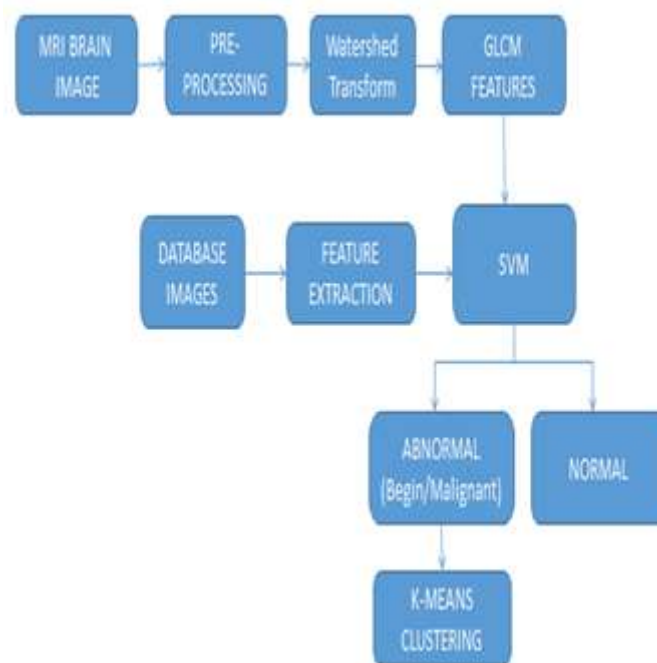 MRI BRAIN
IMAGE
PRE-
PROCESSING
Watershed
Transform
GLCM
FEATURES
DATABASE
IMAGES
FEATURE
EXTRACTION
SVM
ABNORMAL
(Begin/Malignant)
NORMAL
K-MEANS
CLUSTERING